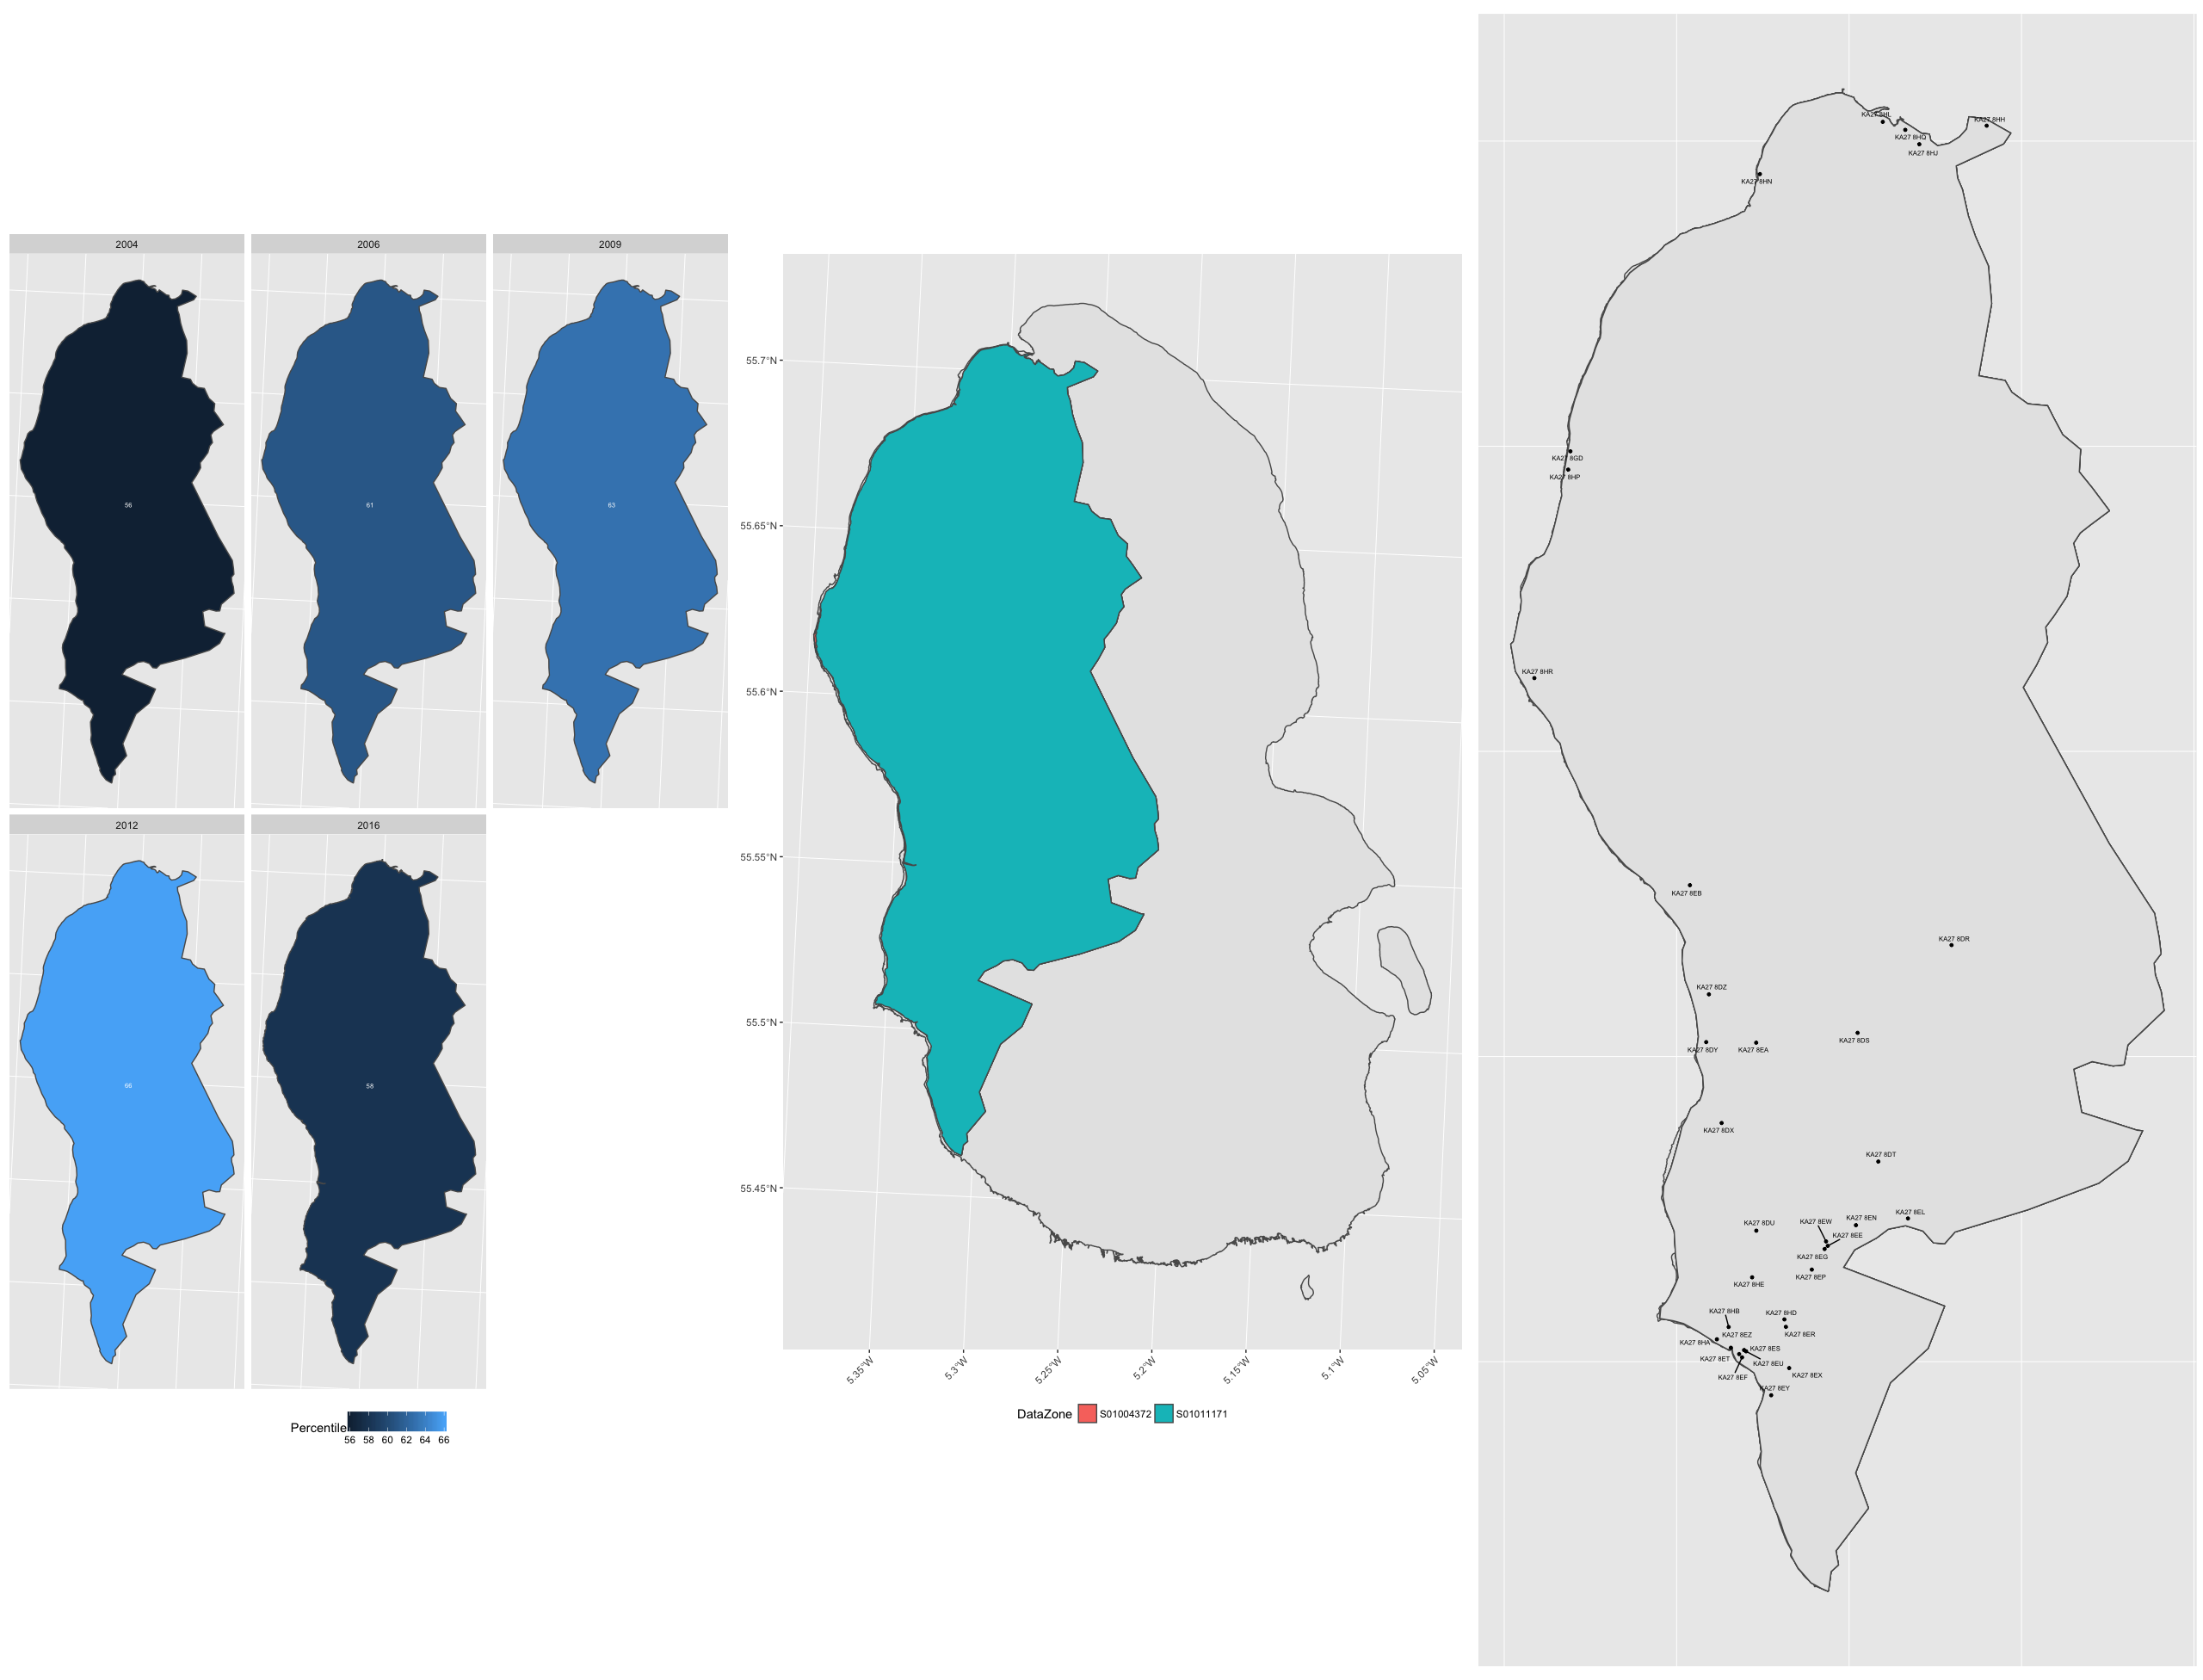 2004
2006
2009
56
61
63
2012
2016
66
58
Percentile
56 58 60 62 64 66
55.7°N
55.65°N
55.6°N
55.55°N
55.5°N
55.45°N
5.35°W
5.3°W
5.25°W
5.2°W
5.15°W
5.1°W
5.05°W
DataZone S01004372 S01011171
KA27 8HL
KA27 8HH
KA27 8HQ
KA27 8HJ
KA27 8HN
KA27 8GD
KA27 8HP
KA27 8HR
KA27 8EB
KA27 8DR
KA27 8DZ
KA27 8DS
KA27 8DY
KA27 8EA
KA27 8DX
KA27 8DT
KA27 8EL
KA27 8EN
KA27 8EW
KA27 8DU
KA27 8EE
KA27 8EG
KA27 8EP
KA27 8HE
KA27 8HB
KA27 8HD
KA27 8EZ
KA27 8ER
KA27 8HA
KA27 8ES
KA27 8ET
KA27 8EU
KA27 8EX
KA27 8EF
KA27 8EY